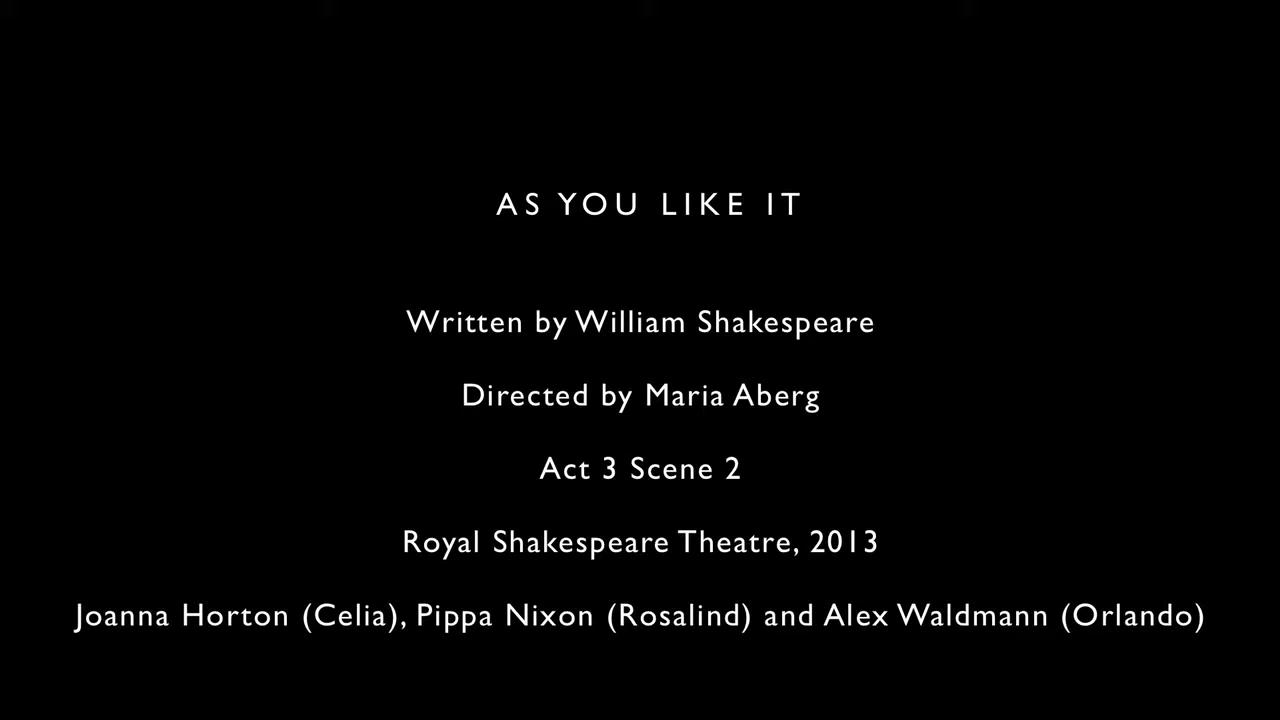 AS YOU LIKE IT
Written by William Shakespeare
Directed by Maria Aberg
Act 3 Scene 2
Royal Shakespeare Theatre, 2013
Joanna Horton (Celia), Pippa Nixon (Rosalind) and Alex Waldmann (Orlando)